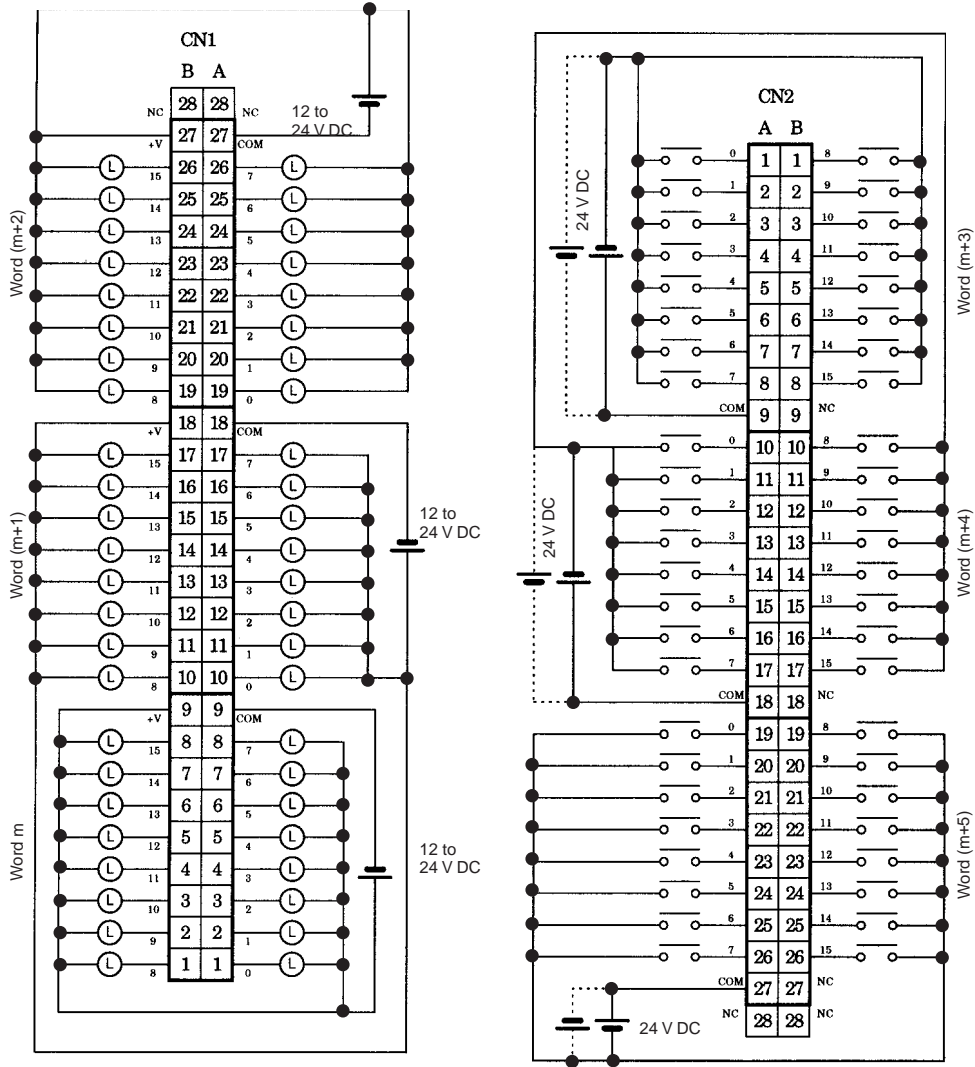 CN1
B A
NC 28 28 NC
12 to
24 V DC
+V 27 27 COM
Word (m+2)
L 15 26 26 7 L
L 14 25 25 6 L
L 13 24 24 5 L
L 12 23 23 4 L
L 11 22 22 3 L
L 10 21 21 2 L
L 9 20 20 1 L
L 8 19 19 0 L
+V 18 18 COM
Word (m+1)
L 15 17 17 7 L
L 14 16 16 6 L
L 13 15 15 5 L
L 12 14 14 4 L
L 11 13 13 3 L
L 10 12 12 2 L
L 9 11 11 1 L
L 8 10 10 0 L
12 to
24 V DC
+V 9 9 COM
Word m
L 15 8 8 7 L
L 14 7 7 6 L
L 13 6 6 5 L
L 12 5 5 4 L
L 11 4 4 3 L
L 10 3 3 2 L
L 9 2 2 1 L
L 8 1 1 0 L
12 to
24 V DC
CN2
A B
24 V DC
Word (m+3)
0 1 1 8
1 2 2 9
2 3 3 10
3 4 4 11
4 5 5 12
5 6 6 13
6 7 7 14
7 8 8 15
COM 9 9 NC
24 V DC
Word (m+4)
0 10 10 8
1 11 11 9
2 12 12 10
3 13 13 11
4 14 14 12
5 15 15 13
6 16 16 14
7 17 17 15
COM 18 18 NC
Word (m+5)
0 19 19 8
1 20 20 9
2 21 21 10
3 22 22 11
4 23 23 12
5 24 24 13
6 25 25 14
7 26 26 15
COM 27 27 NC
NC 28 28 NC
24 V DC